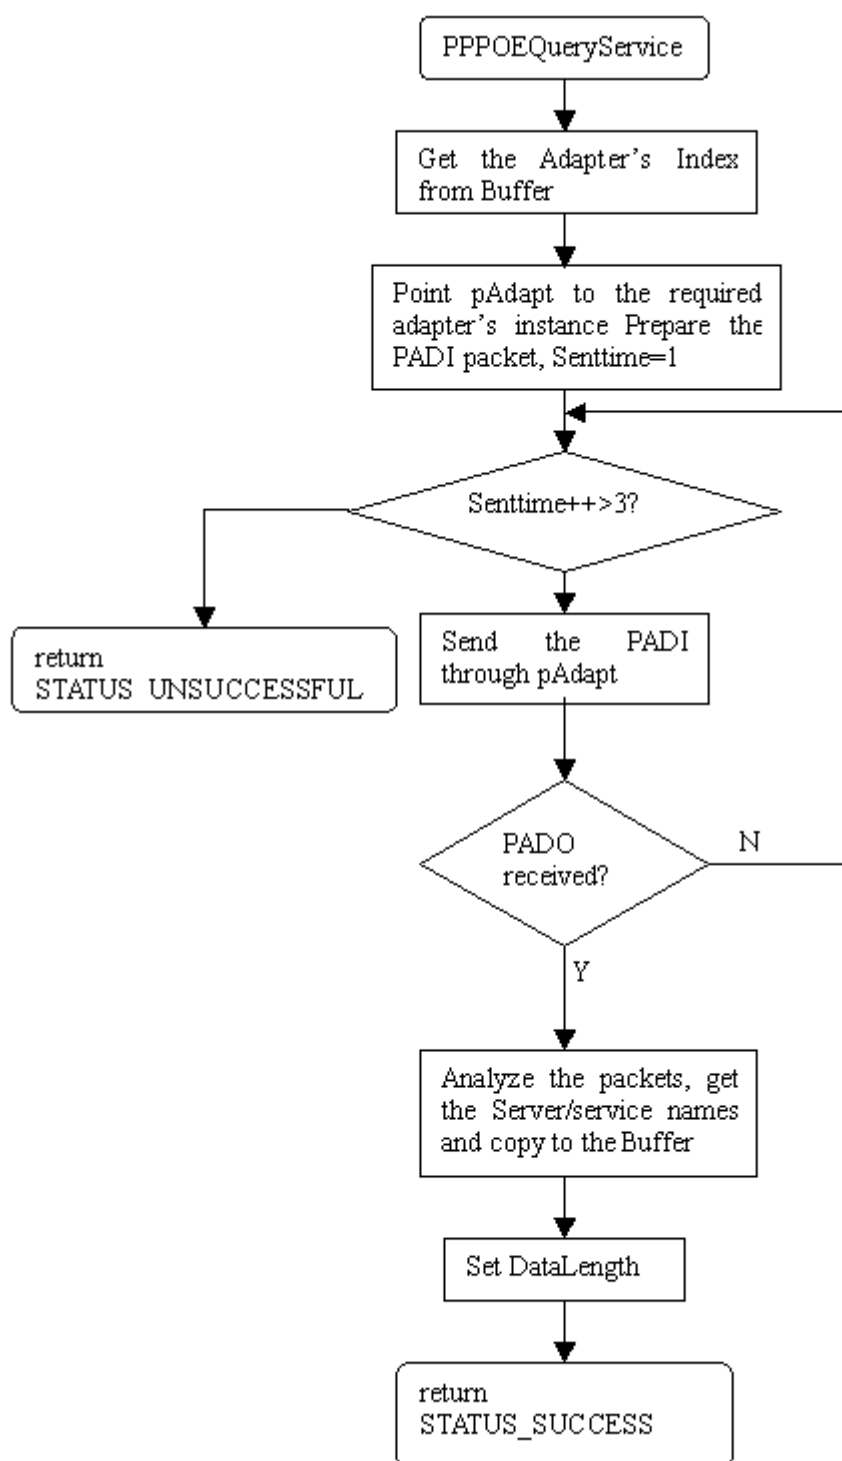 PPPOEQueryService
Get the Adapter's Index
from Buffer
Point pAdapt to the required
adapter's instance Prepare the
PADI packet, Senttime=1
Senttime++>3?
return
STATUS_UNSUCCESSFUL
Send the PADI
through pAdapt
PADO
received?
N
Y
Analyze the packets, get
the Server/service names
and copy to the Buffer
Set DataLength
return
STATUS_SUCCESS